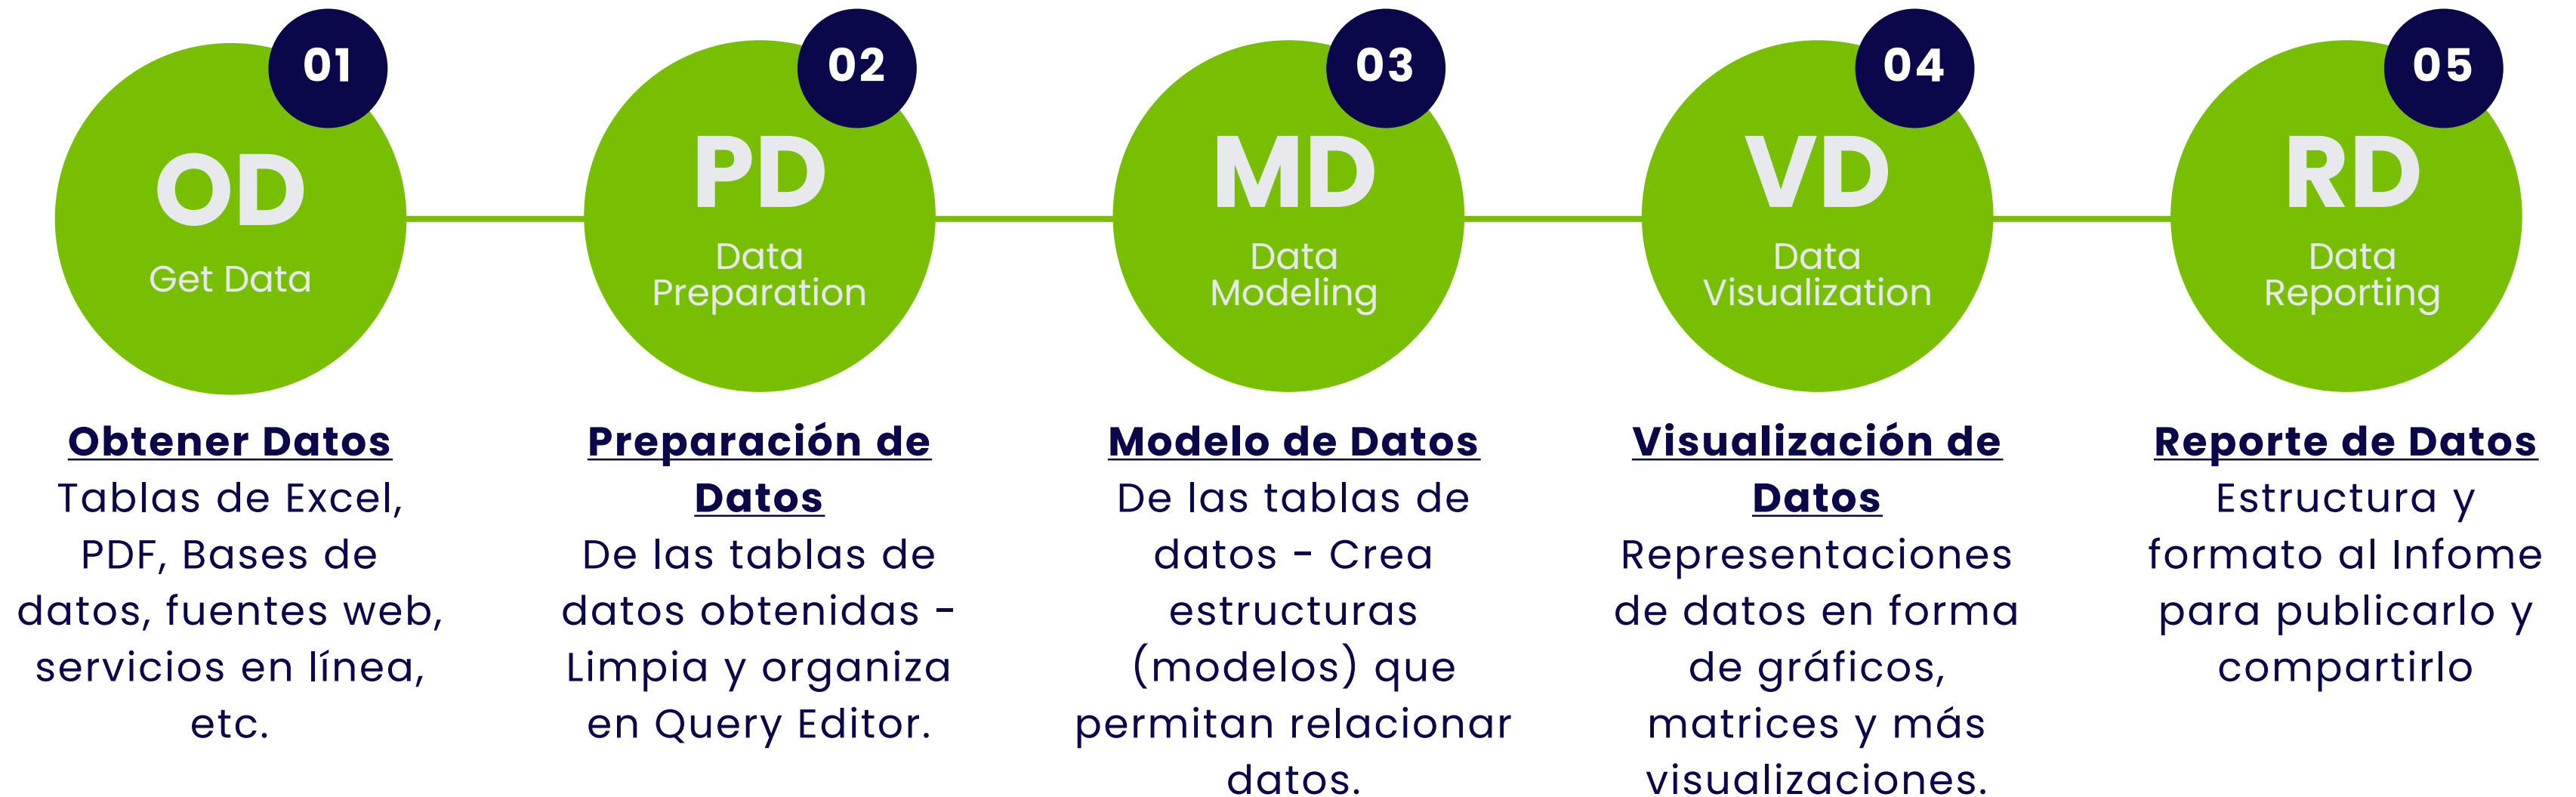 01
OD
Get Data
Obtener Datos
Tablas de Excel,
PDF, Bases de
datos, fuentes web,
servicios en línea,
etc.
02
PD
Data
Preparation
Preparación de
Datos
De las tablas de
datos obtenidas -
Limpia y organiza
en Query Editor.
03
MD
Data
Modeling
Modelo de Datos
De las tablas de
datos - Crea
estructuras
(modelos) que
permitan relacionar
datos.
04
VD
Data
Visualization
Visualización de
Datos
Representaciones
de datos en forma
de gráficos,
matrices y más
visualizaciones.
05
RD
Data
Reporting
Reporte de Datos
Estructura y
formato al Infome
para publicarlo y
compartirlo